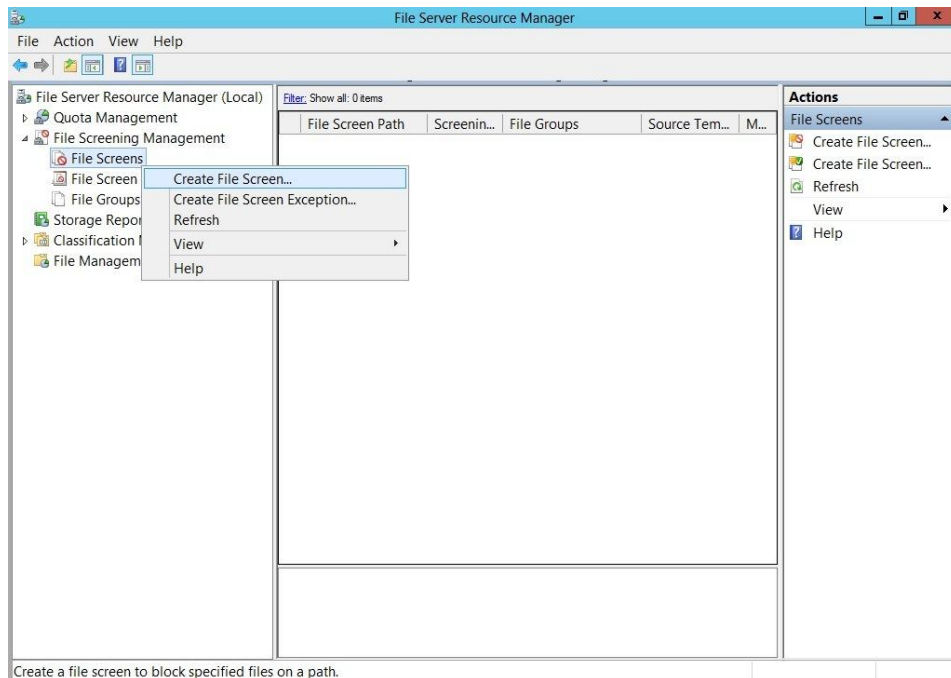 File Server Resource Manager
File Action View Help
File Server Resource Manager (Local)
Quota Management
File Screening Management
File Screens
File Screen
File Groups
Storage Repor
Classification
File Managem
Create File Screen...
Create File Screen Exception...
Refresh
View
Help
Filter: Show all: 0 items
File Screen Path Screenin... File Groups Source Tem... M...
Actions
File Screens
Create File Screen...
Create File Screen...
Refresh
View
Help
Create a file screen to block specified files on a path.